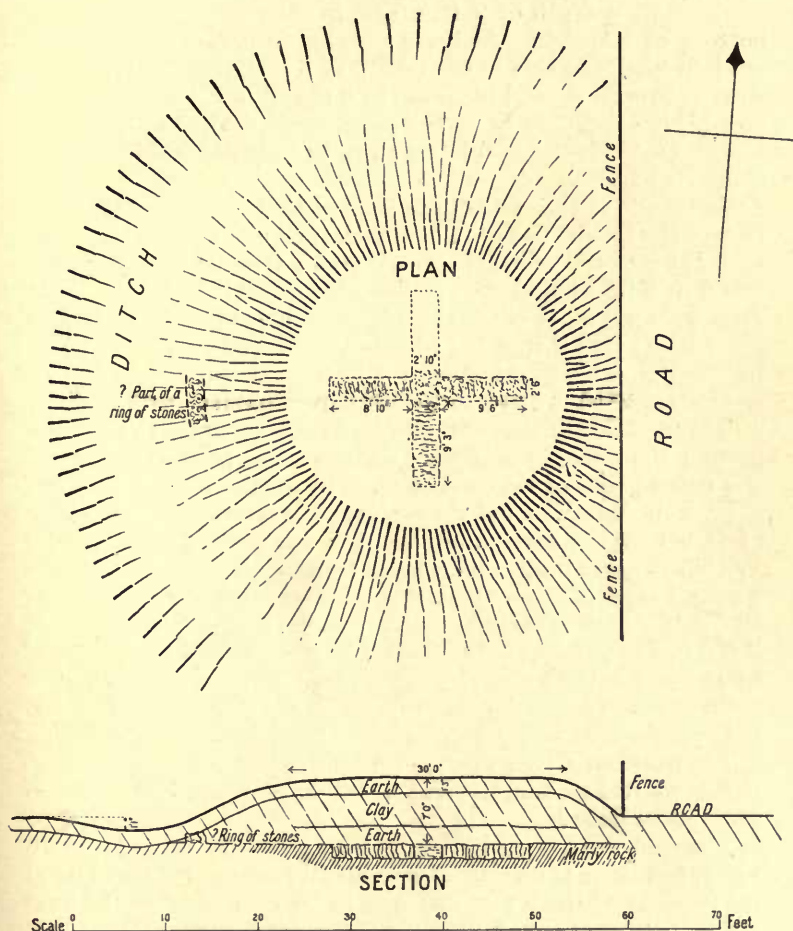 PLAN
Fence
ROAD
DITCH
? Part of a
ring of stones
2' 10"
8' 10"
9' 6"
2' 6"
9' 3"
Fence
30' 0"
Earth
Clay
7' 0"
? Ring of stones
Earth
Fence
ROAD
Marly rock
SECTION
Scale 0 10 20 30 40 50 60 70 Feet